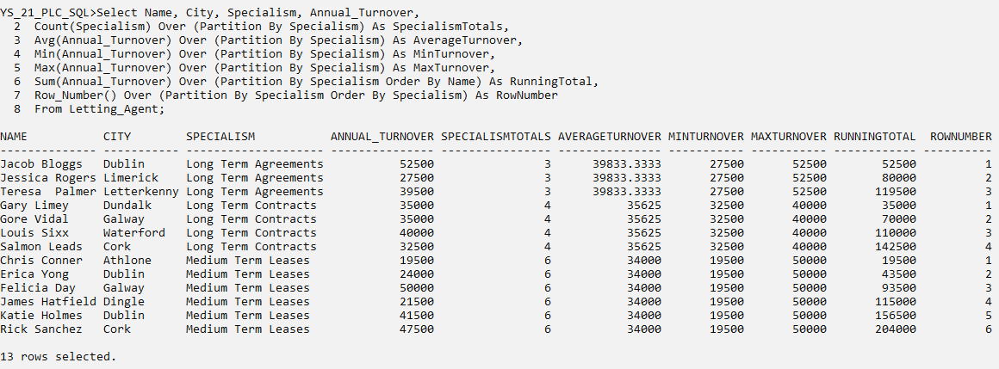 YS_21_PLC_SQL>Select Name, City, Specialism, Annual_Turnover,
  2  Count(Specialism) Over (Partition By Specialism) As SpecialismTotals,
  3  Avg(Annual_Turnover) Over (Partition By Specialism) As AverageTurnover,
  4  Min(Annual_Turnover) Over (Partition By Specialism) As MinTurnover,
  5  Max(Annual_Turnover) Over (Partition By Specialism) As MaxTurnover,
  6  Sum(Annual_Turnover) Over (Partition By Specialism Order By Name) As RunningTotal,
  7  Row_Number() Over (Partition By Specialism Order By Specialism) As RowNumber
  8  From Letting_Agent;

NAME           CITY        SPECIALISM           ANNUAL_TURNOVER SPECIALISMTOTALS AVERAGETURNOVER MINTURNOVER MAXTURNOVER RUNNINGTOTAL  ROWNUMBER
-------------- ----------- -------------------- --------------- ---------------- --------------- ----------- ----------- ------------ ----------
Jacob Bloggs   Dublin      Long Term Agreements           52500                3      39833.3333       27500       52500        52500          1
Jessica Rogers Limerick    Long Term Agreements           27500                3      39833.3333       27500       52500        80000          2
Teresa  Palmer Letterkenny Long Term Agreements           39500                3      39833.3333       27500       52500       119500          3
Gary Limey     Dundalk     Long Term Contracts            35000                4           35625       32500       40000        35000          1
Gore Vidal     Galway      Long Term Contracts            35000                4           35625       32500       40000        70000          2
Louis Sixx     Waterford   Long Term Contracts            40000                4           35625       32500       40000       110000          3
Salmon Leads   Cork        Long Term Contracts            32500                4           35625       32500       40000       142500          4
Chris Conner   Athlone     Medium Term Leases             19500                6           34000       19500       50000        19500          1
Erica Yong     Dublin      Medium Term Leases             24000                6           34000       19500       50000        43500          2
Felicia Day    Galway      Medium Term Leases             50000                6           34000       19500       50000        93500          3
James Hatfield Dingle      Medium Term Leases             21500                6           34000       19500       50000       115000          4
Katie Holmes   Dublin      Medium Term Leases             41500                6           34000       19500       50000       156500          5
Rick Sanchez   Cork        Medium Term Leases             47500                6           34000       19500       50000       204000          6

13 rows selected.